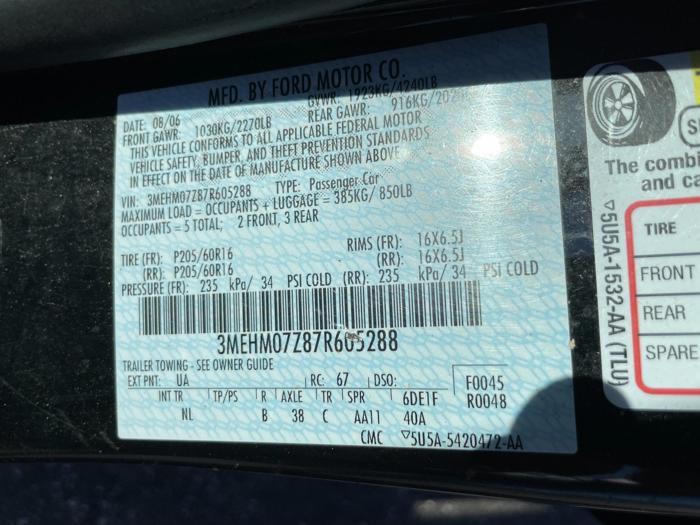 MFD. BY FORD MOTOR CO.
DATE: 08/06 GVWR: 1923KG/4240LB
FRONT GAWR: 1030KG/2270LB REAR GAWR: 916KG/
THIS VEHICLE CONFORMS TO ALL APPLICABLE FEDERAL MOTOR
VEHICLE SAFETY, BUMPER, AND THEFT PREVENTION STANDARDS
IN EFFECT ON THE DATE OF MANUFACTURE SHOWN ABOVE
VIN: 3MEHM07Z87R605288 TYPE: Passenger Car
MAXIMUM LOAD = OCCUPANTS + LUGGAGE = 385KG/ 850LB
OCCUPANTS = 5 TOTAL; 2 FRONT, 3 REAR
TIRE (FR): P205/60R16 RIMS (FR): 16X6.5J
(RR): P205/60R16 (RR): 16X6.5J
PRESSURE (FR): 235 kPa/ 34 PSI COLD (RR): 235 kPa/ 34 PSI COLD
3MEHM07Z87R605288
TRAILER TOWING - SEE OWNER GUIDE
EXT PNT: UA RC: 67 DSO: F0045
INT TR TP/PS R AXLE TR SPR 6DE1F R0048
NL B 38 C AA11 40A
CMC ▽5U5A-5420472-AA
The combi
and ca
▽5U5A-1532-AA (TLU)
TIRE
FRONT
REAR
SPARE